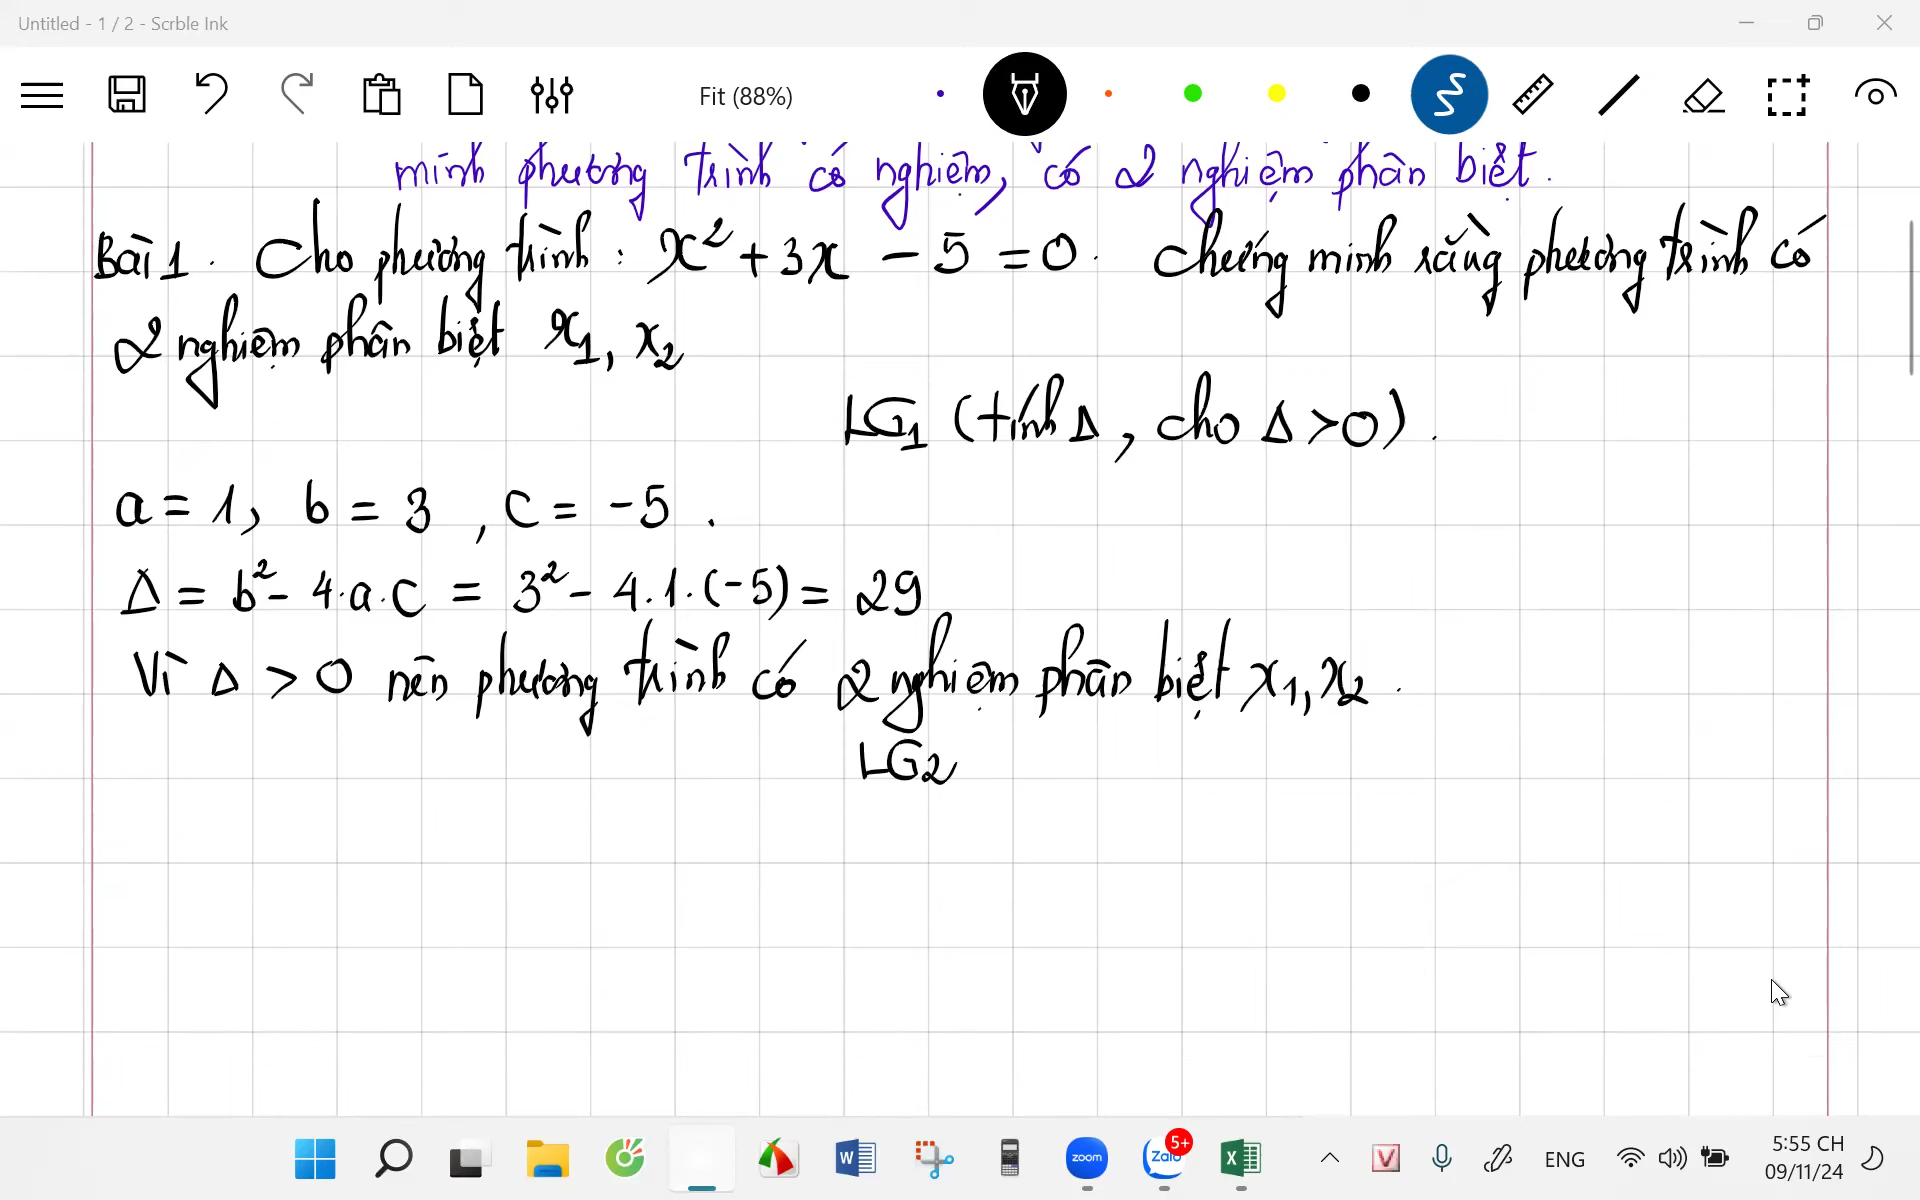 Untitled - 1 / 2 - Scrble Ink
Fit (88%)
minh phương trình có nghiệm, có 2 nghiệm phân biệt.
Bài 1. Cho phương trình: x² + 3x - 5 = 0. Chứng minh rằng phương trình có
2 nghiệm phân biệt x₁, x₂
LG₁ (tính Δ, cho Δ > 0).
a = 1, b = 3, c = -5.
Δ = b² - 4.a.c = 3² - 4.1.(-5) = 29
Vì Δ > 0 nên phương trình có 2 nghiệm phân biệt x₁, x₂.
LG₂
W
zoom
Zalo
5+
X
V
ENG
5:55 CH
09/11/24